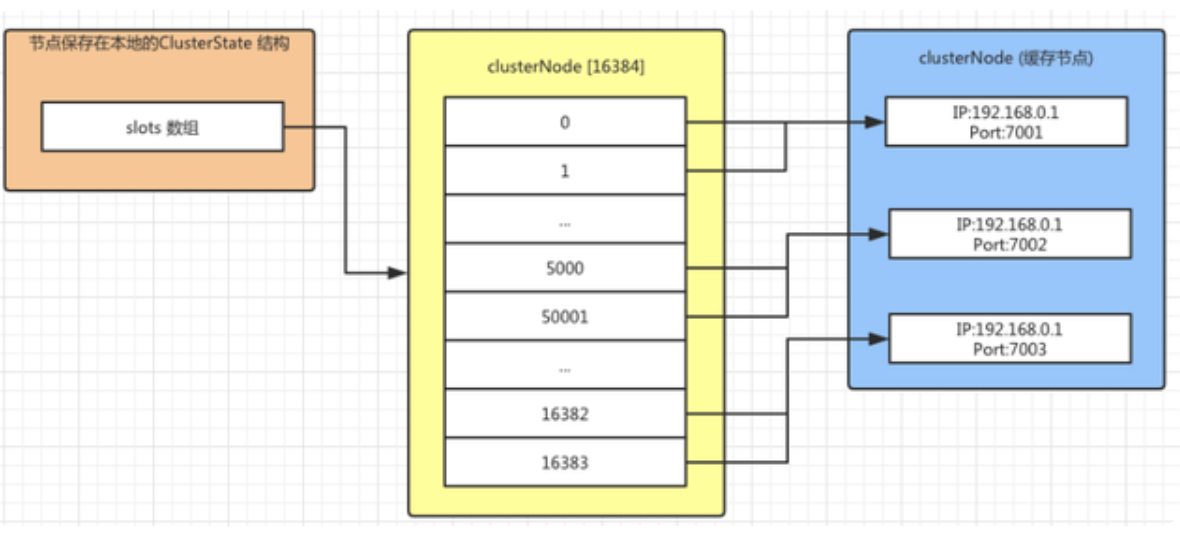 节点保存在本地的ClusterState 结构
slots 数组
clusterNode [16384]
0
1
...
5000
50001
...
16382
16383
clusterNode (缓存节点)
IP:192.168.0.1
Port:7001
IP:192.168.0.1
Port:7002
IP:192.168.0.1
Port:7003